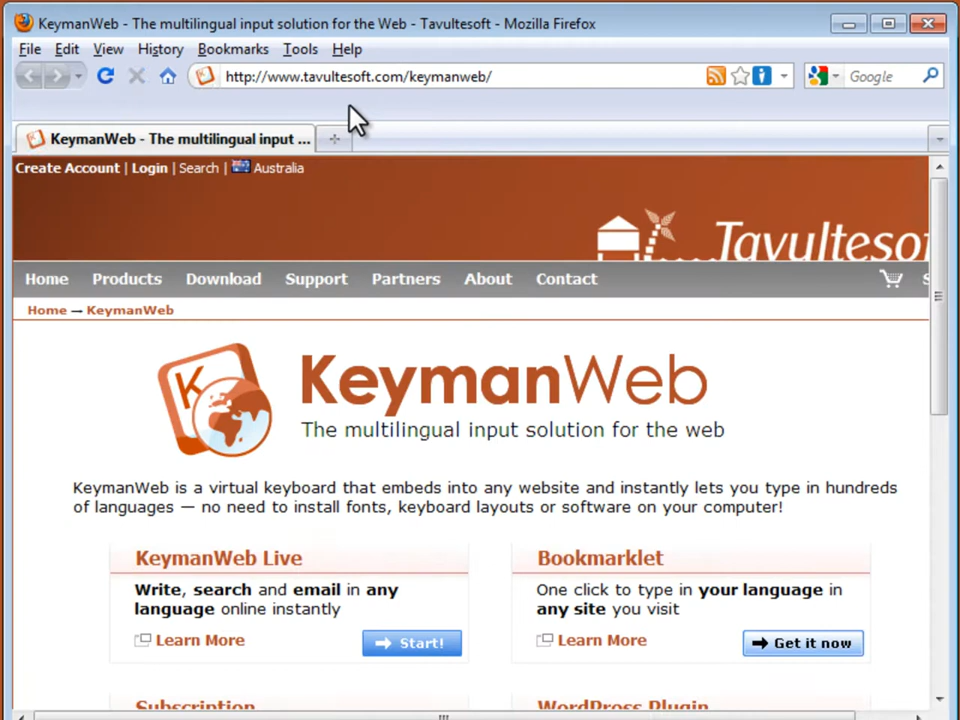 KeymanWeb - The multilingual input solution for the Web - Tavultesoft - Mozilla Firefox
File Edit View History Bookmarks Tools Help
http://www.tavultesoft.com/keymanweb/ Google
KeymanWeb - The multilingual input ...
Create Account | Login | Search | Australia
Tavulteso
Home Products Download Support Partners About Contact
Home → KeymanWeb
K
KeymanWeb
The multilingual input solution for the web
KeymanWeb is a virtual keyboard that embeds into any website and instantly lets you type in hundreds
of languages — no need to install fonts, keyboard layouts or software on your computer!
KeymanWeb Live
Write, search and email in any
language online instantly
Learn More Start!
Bookmarklet
One click to type in your language in
any site you visit
Learn More Get it now
Subscription
WordPress Plugin